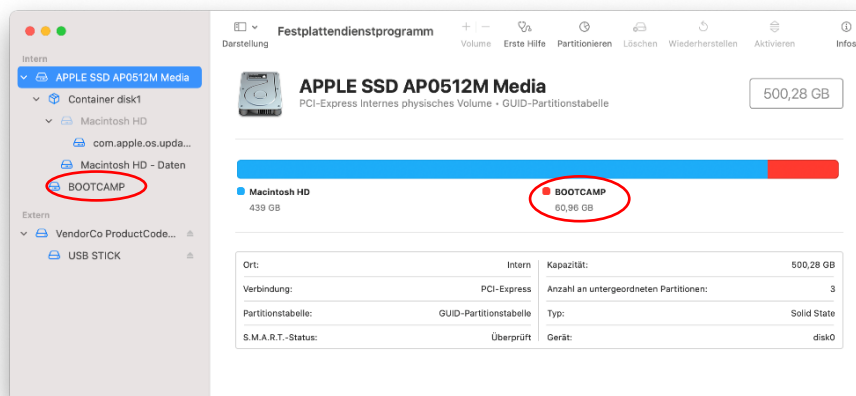 Festplattendienstprogramm
Darstellung
Volume
Erste Hilfe
Partitionieren
Löschen
Wiederherstellen
Aktivieren
Infos
Intern
APPLE SSD AP0512M Media
Container disk1
Macintosh HD
com.apple.os.upda...
Macintosh HD - Daten
BOOTCAMP
Extern
VendorCo ProductCode...
USB STICK
APPLE SSD AP0512M Media
PCI-Express Internes physisches Volume • GUID-Partitionstabelle
500,28 GB
Macintosh HD
439 GB
BOOTCAMP
60,96 GB
Ort: Intern
Verbindung: PCI-Express
Partitionstabelle: GUID-Partitionstabelle
S.M.A.R.T.-Status: Überprüft
Kapazität: 500,28 GB
Anzahl an untergeordneten Partitionen: 3
Typ: Solid State
Gerät: disk0